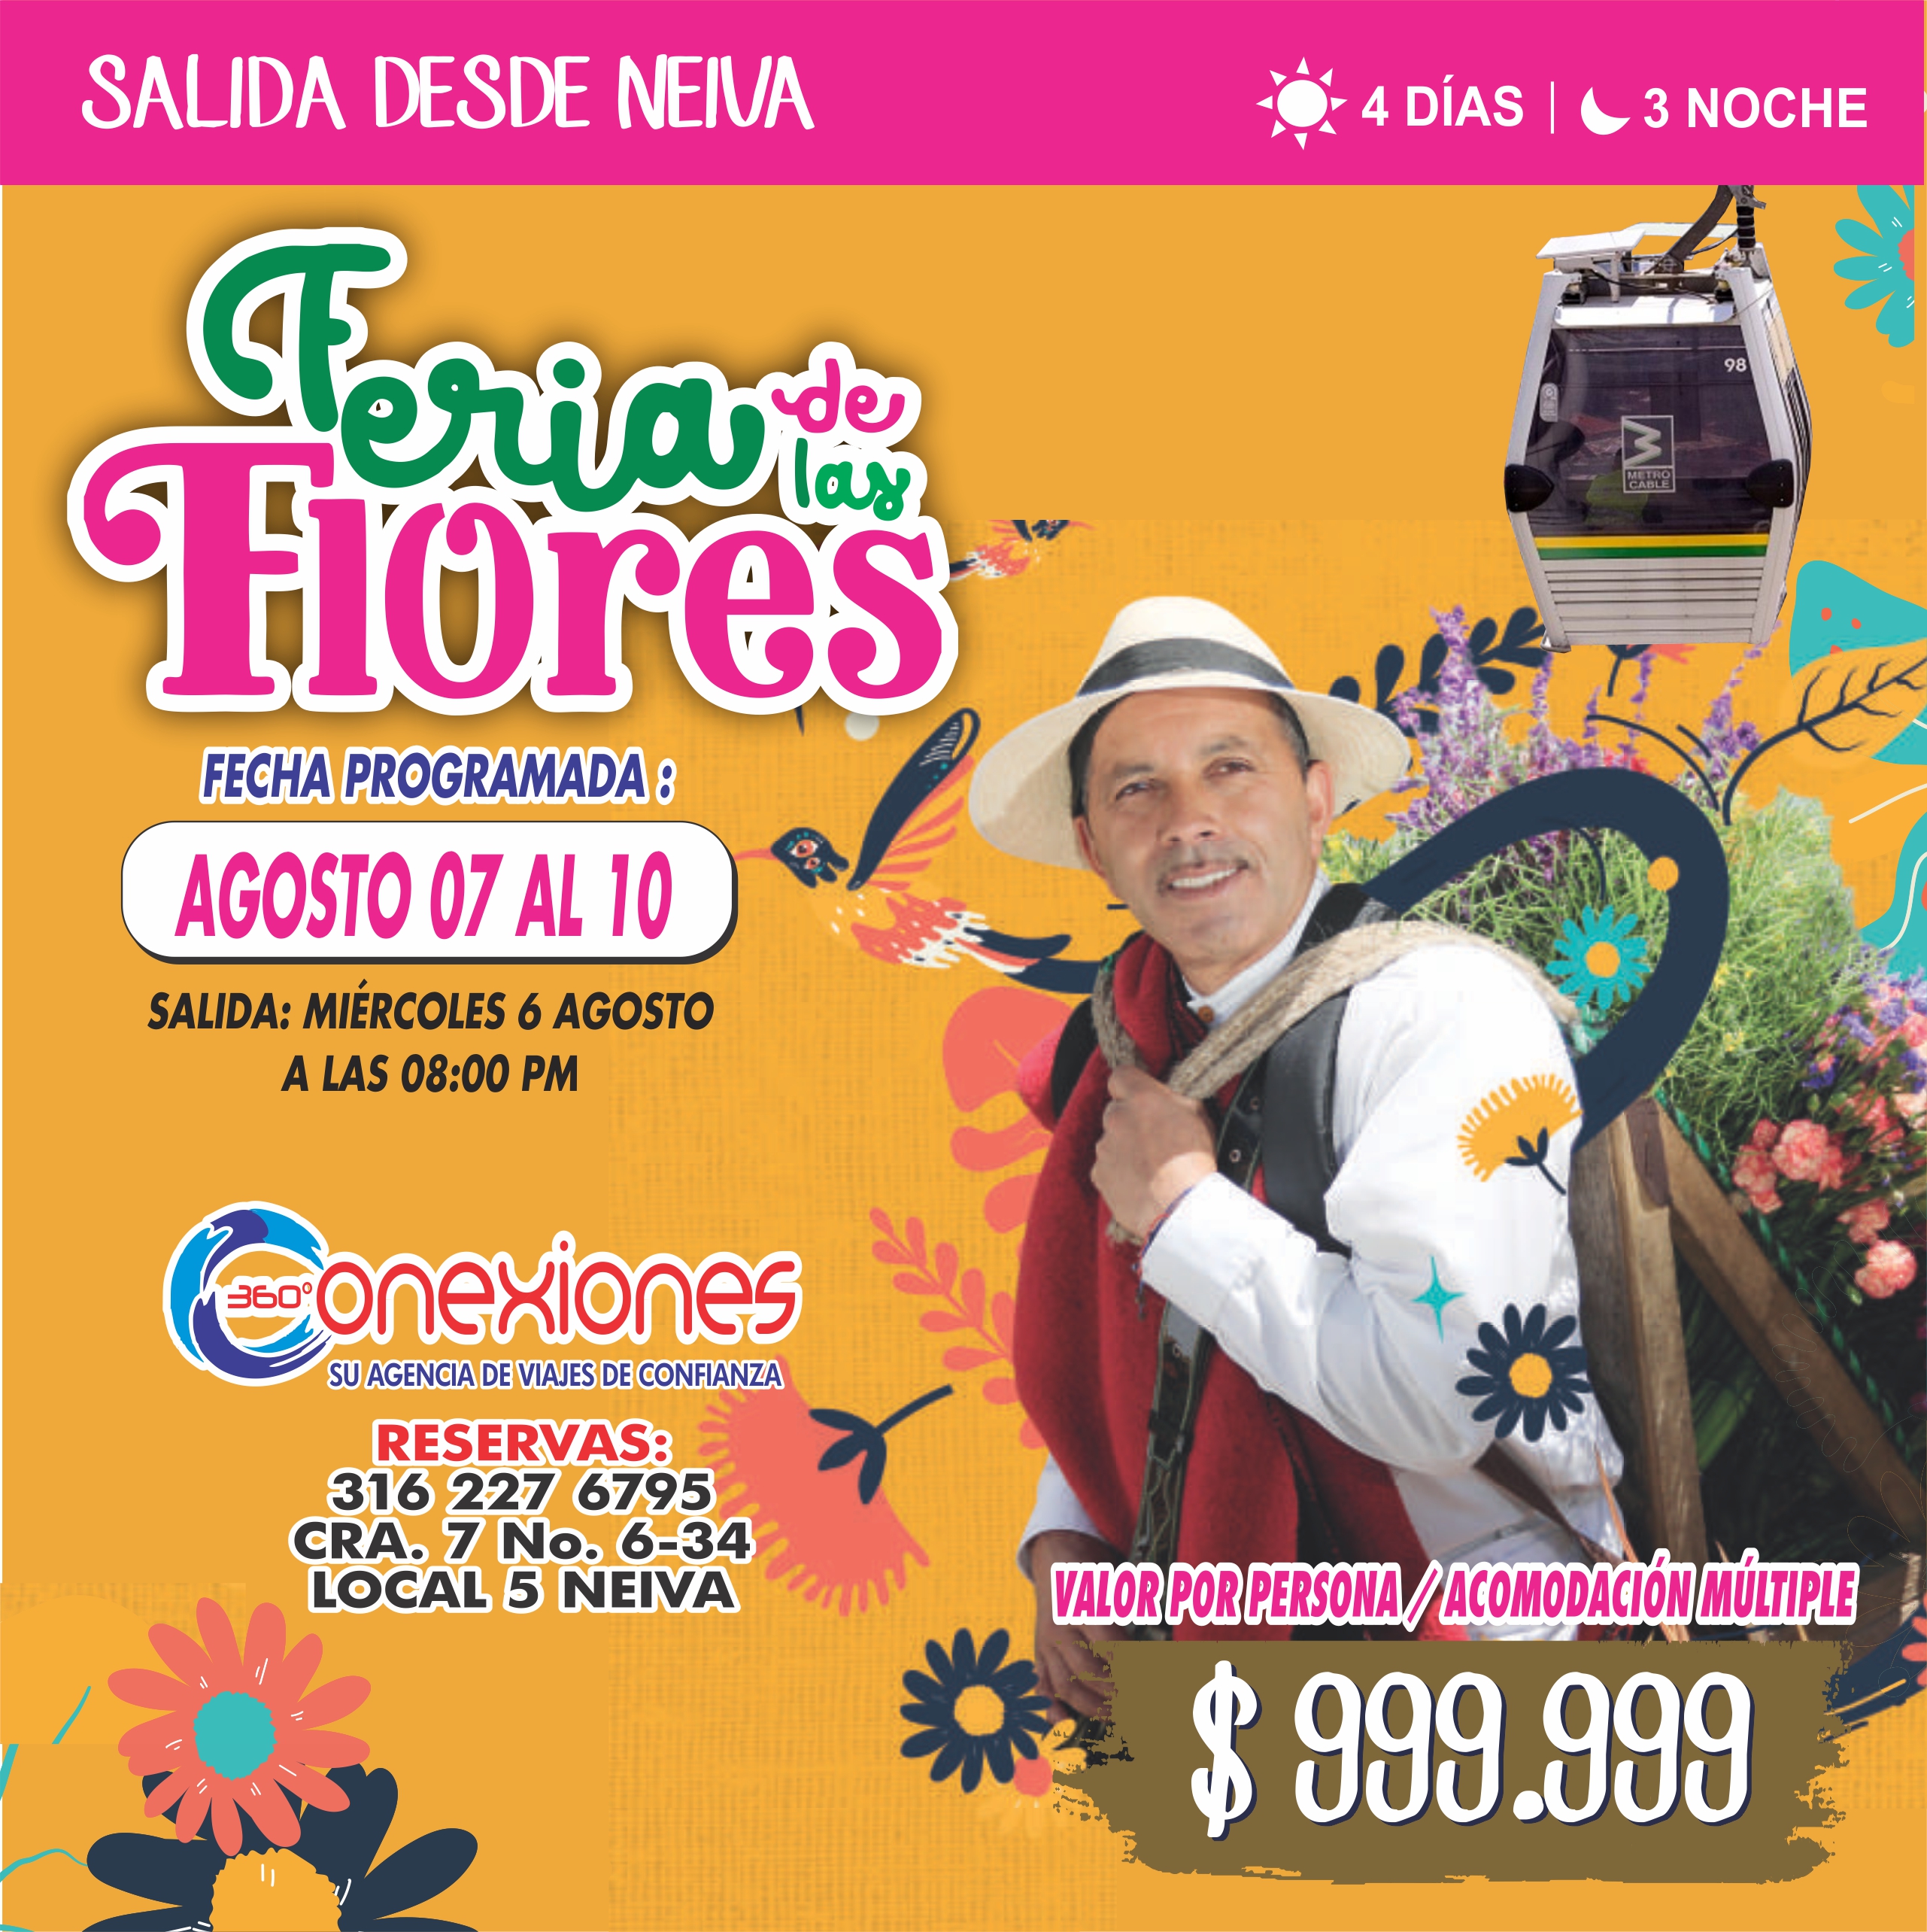 SALIDA DESDE NEIVA
4 DÍAS | 3 NOCHE
Feria de las
Flores
98
METRO
CABLE
FECHA PROGRAMADA :
AGOSTO 07 AL 10
SALIDA: MIÉRCOLES 6 AGOSTO
A LAS 08:00 PM
360° Conexiones
SU AGENCIA DE VIAJES DE CONFIANZA
RESERVAS:
316 227 6795
CRA. 7 No. 6-34
LOCAL 5 NEIVA
VALOR POR PERSONA / ACOMODACIÓN MÚLTIPLE
$ 999.999